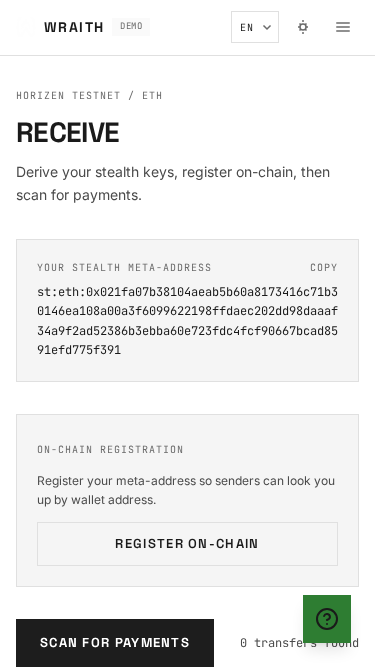 WRAITH DEMO EN
HORIZEN TESTNET / ETH
RECEIVE
Derive your stealth keys, register on-chain, then
scan for payments.
YOUR STEALTH META-ADDRESS COPY
st:eth:0x021fa07b38104aeab5b60a8173416c71b3
0146ea108a00a3f6099622198ffdaec202dd98daaaf
34a9f2ad52386b3ebba60e723fdc4fcf90667bcad85
91efd775f391
ON-CHAIN REGISTRATION
Register your meta-address so senders can look you
up by wallet address.
REGISTER ON-CHAIN
SCAN FOR PAYMENTS 0 transfers found